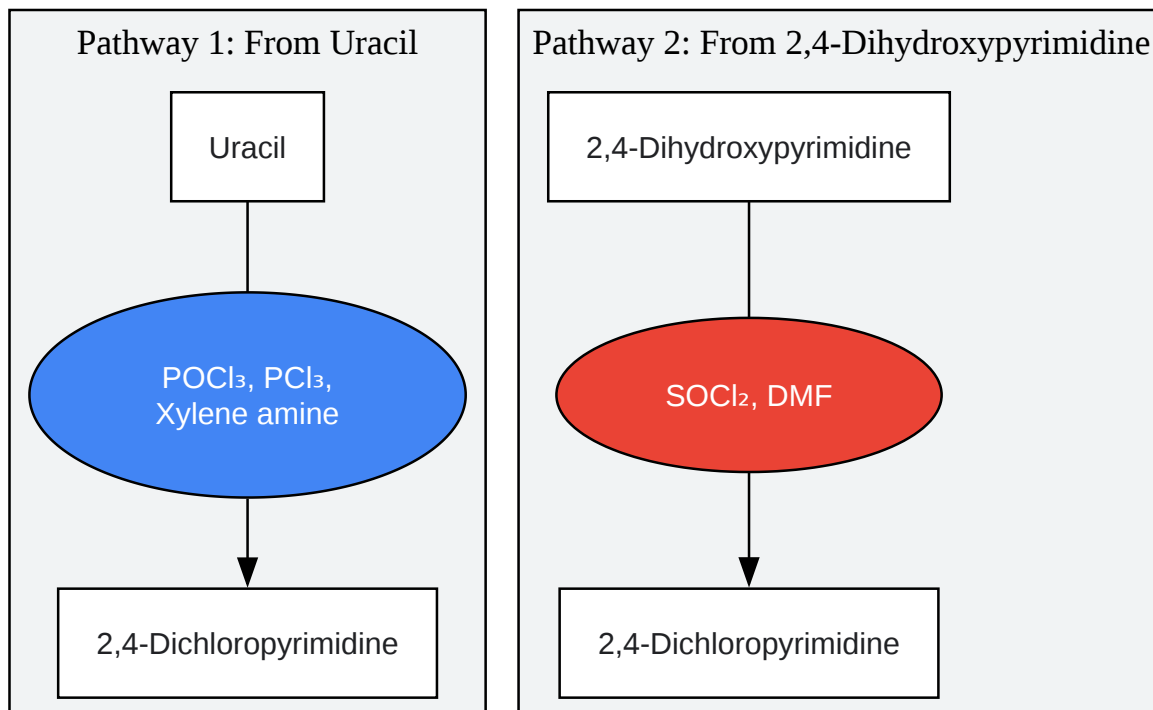 Pathway 1: From Uracil
Uracil
POCl₃, PCl₃,
Xylene amine
2,4-Dichloropyrimidine
Pathway 2: From 2,4-Dihydroxypyrimidine
2,4-Dihydroxypyrimidine
SOCl₂, DMF
2,4-Dichloropyrimidine